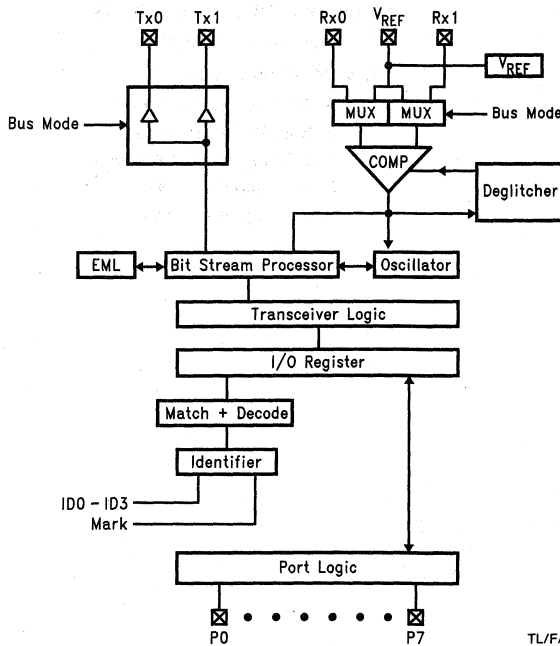 Tx0 Tx1 Rx0 VREF Rx1
VREF
MUX MUX
Bus Mode
Bus Mode
COMP
Deglitcher
EML
Bit Stream Processor
Oscillator
Transceiver Logic
I/O Register
Match + Decode
Identifier
ID0 - ID3
Mark
Port Logic
P0 P7
TL/F/